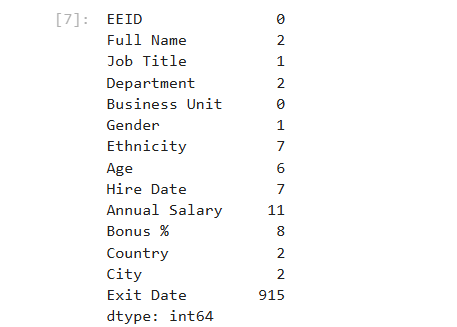 [7]: EEID 0
Full Name 2
Job Title 1
Department 2
Business Unit 0
Gender 1
Ethnicity 7
Age 6
Hire Date 7
Annual Salary 11
Bonus % 8
Country 2
City 2
Exit Date 915
dtype: int64